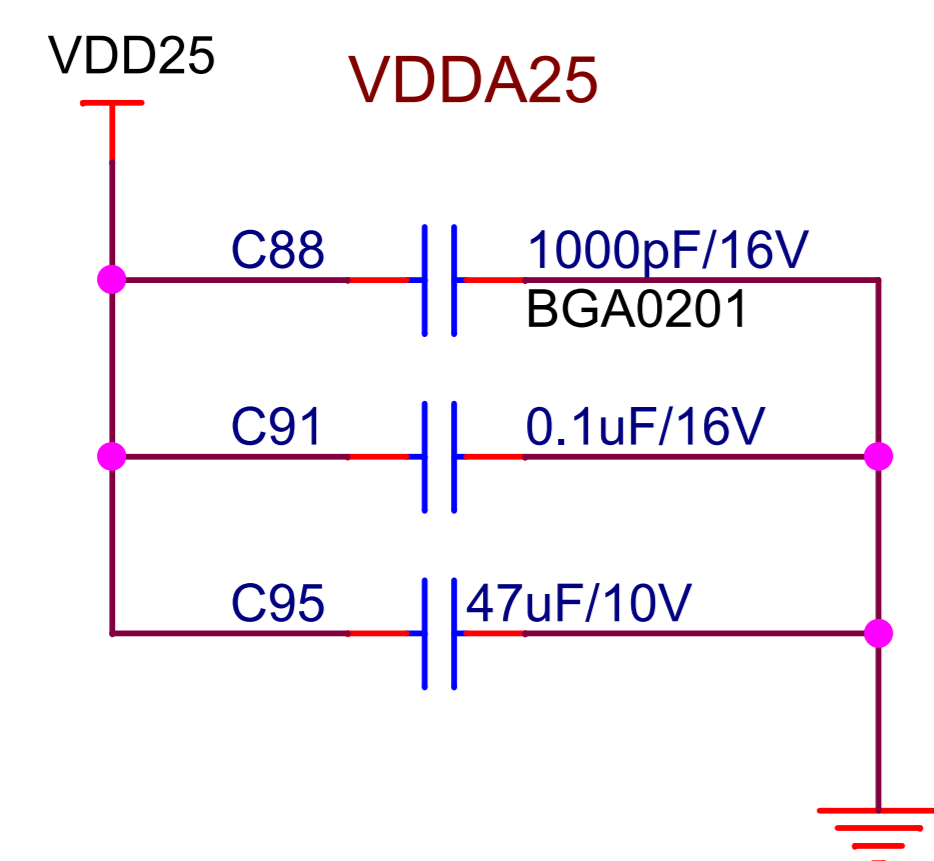 VDD25
VDDA25
C88
1000pF/16V
BGA0201
C91
0.1uF/16V
C95
47uF/10V